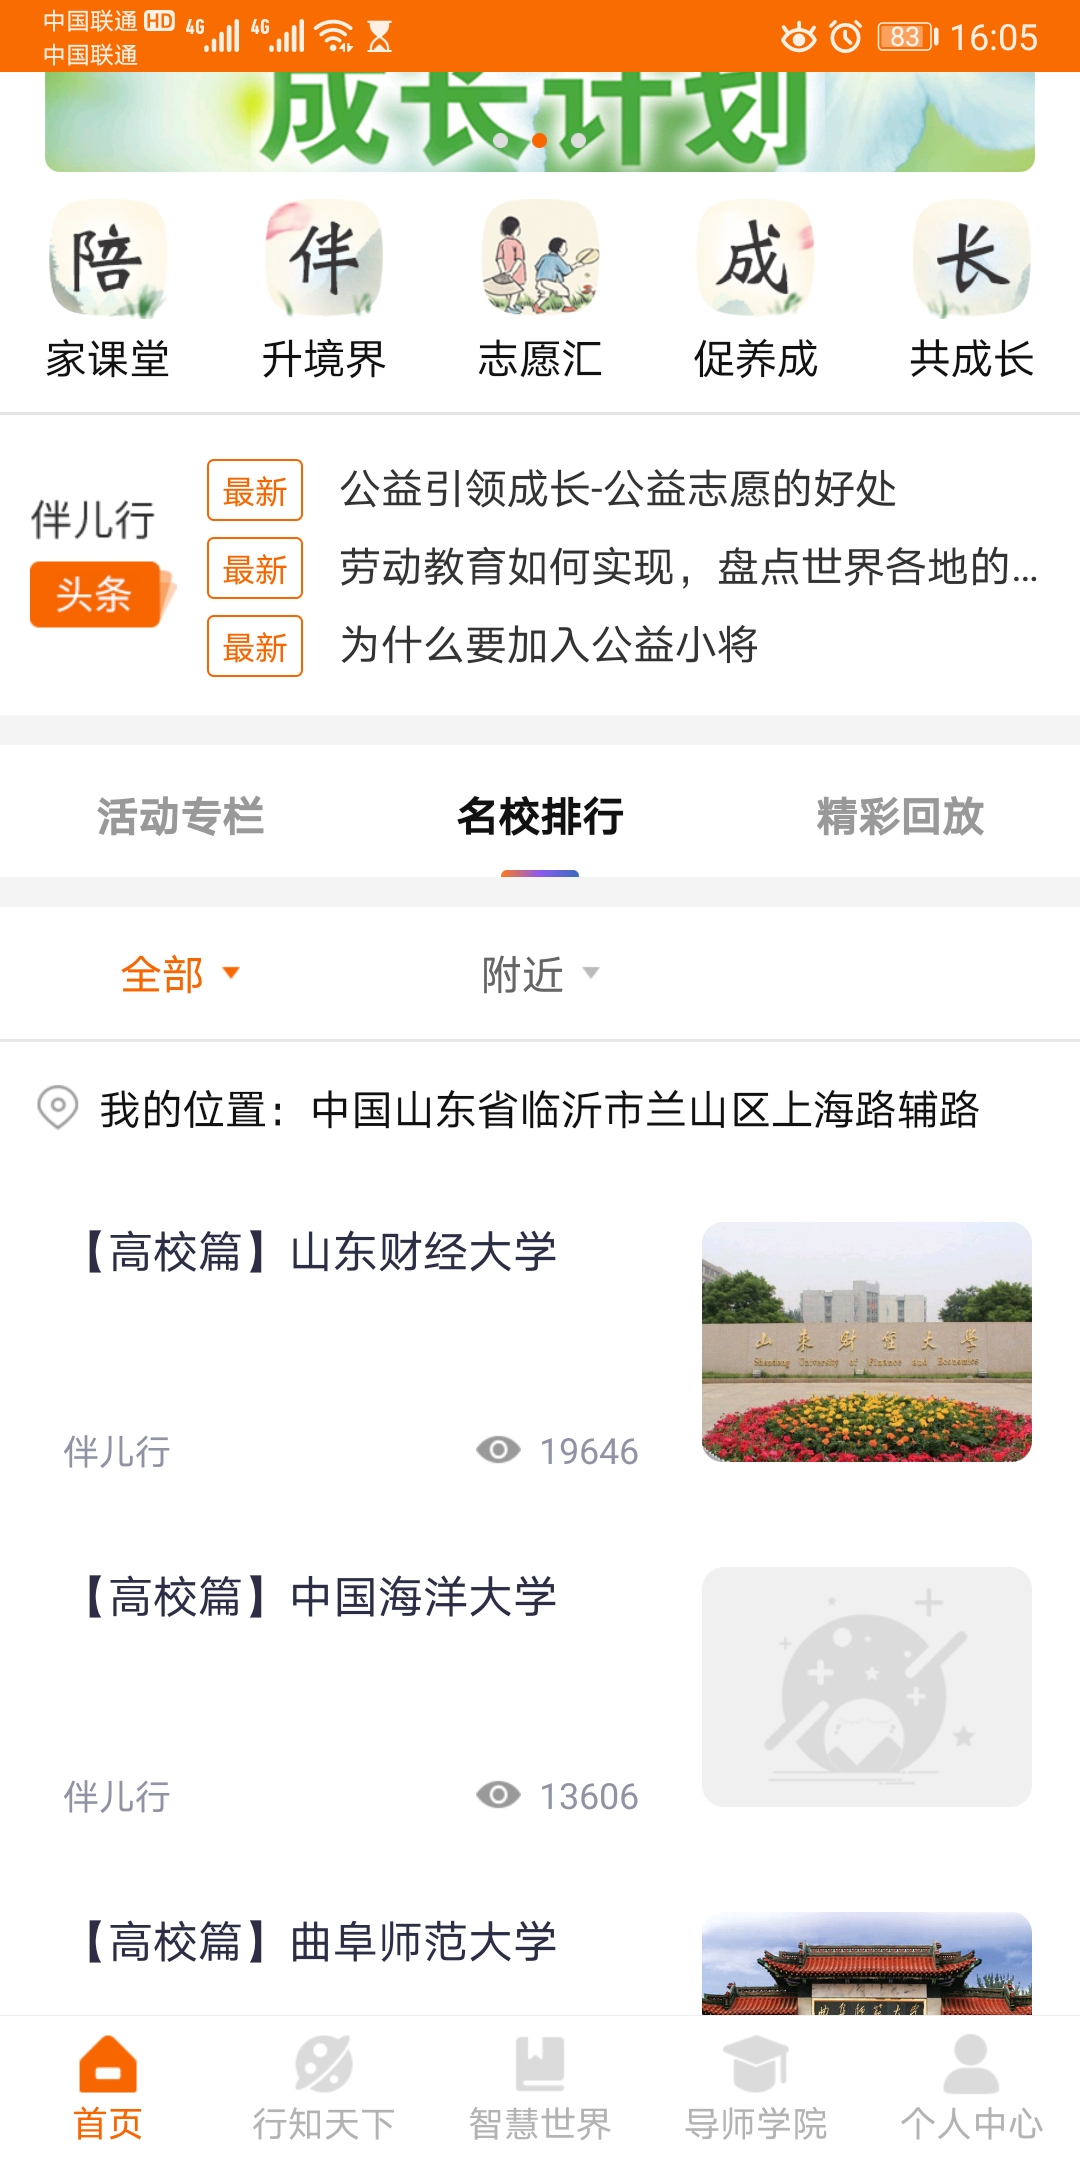 中国联通 HD 4G 4G 83 16:05
中国联通
成长计划
陪 伴 成 长
家课堂 升境界 志愿汇 促养成 共成长
伴儿行
头条
最新 公益引领成长-公益志愿的好处
最新 劳动教育如何实现，盘点世界各地的...
最新 为什么要加入公益小将
活动专栏 名校排行 精彩回放
全部 附近
我的位置：中国山东省临沂市兰山区上海路辅路
【高校篇】山东财经大学
山东财经大学
Shandong University of Finance and Economics
伴儿行 19646
【高校篇】中国海洋大学
伴儿行 13606
【高校篇】曲阜师范大学
曲阜师范大学
首页 行知天下 智慧世界 导师学院 个人中心